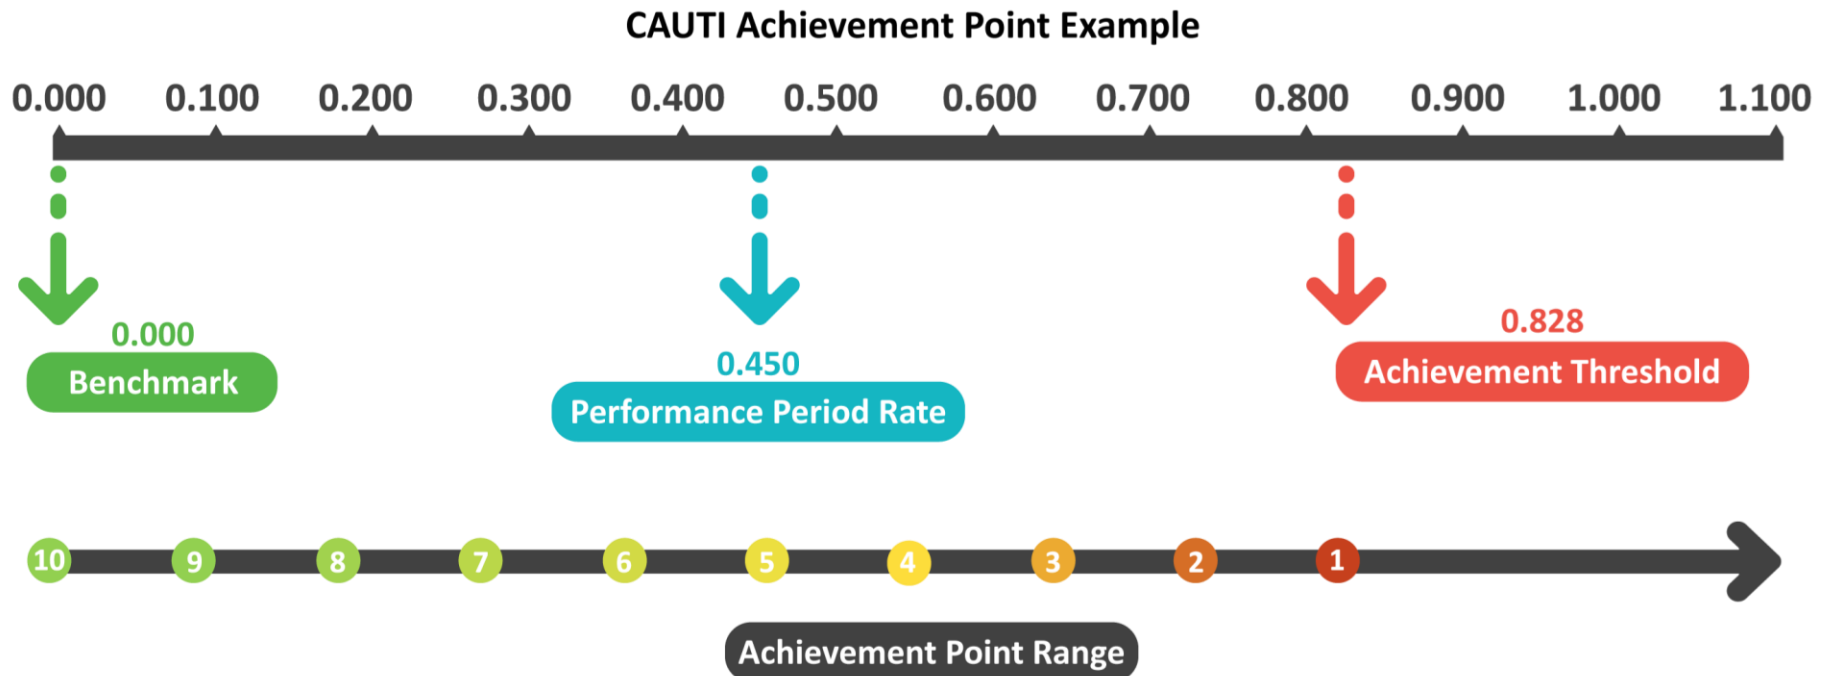 CAUTI Achievement Point Example
0.000 0.100 0.200 0.300 0.400 0.500 0.600 0.700 0.800 0.900 1.000 1.100
0.000
Benchmark
0.450
Performance Period Rate
0.828
Achievement Threshold
10 9 8 7 6 5 4 3 2 1
Achievement Point Range